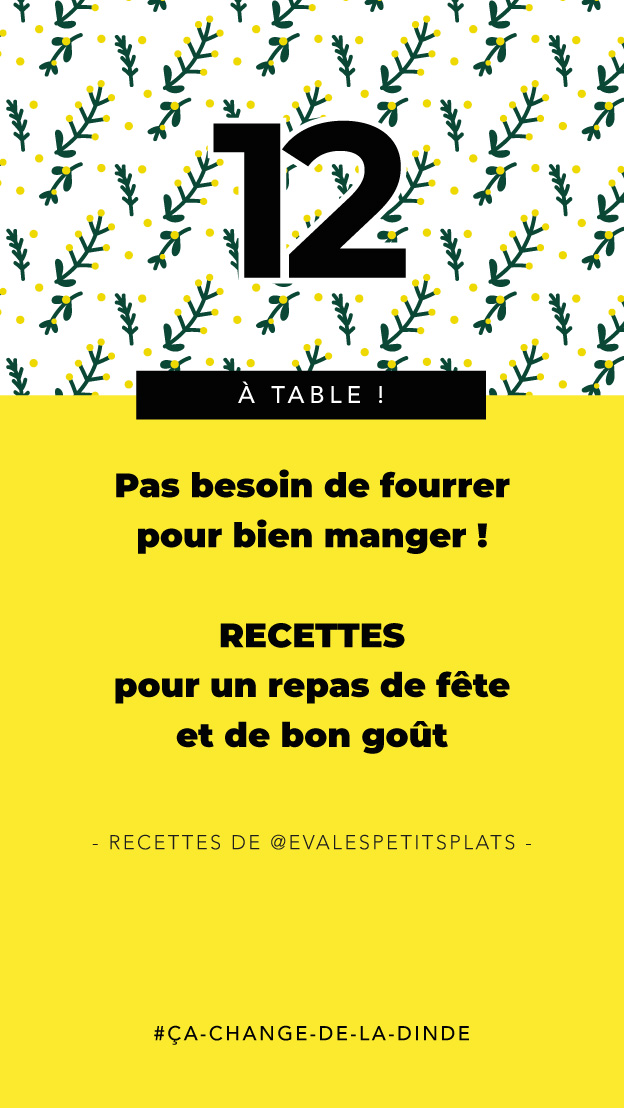 12
À TABLE !
Pas besoin de fourrer
pour bien manger !
RECETTES
pour un repas de fête
et de bon goût
- RECETTES DE @EVALESPETITSPLATS -
#ÇA-CHANGE-DE-LA-DINDE